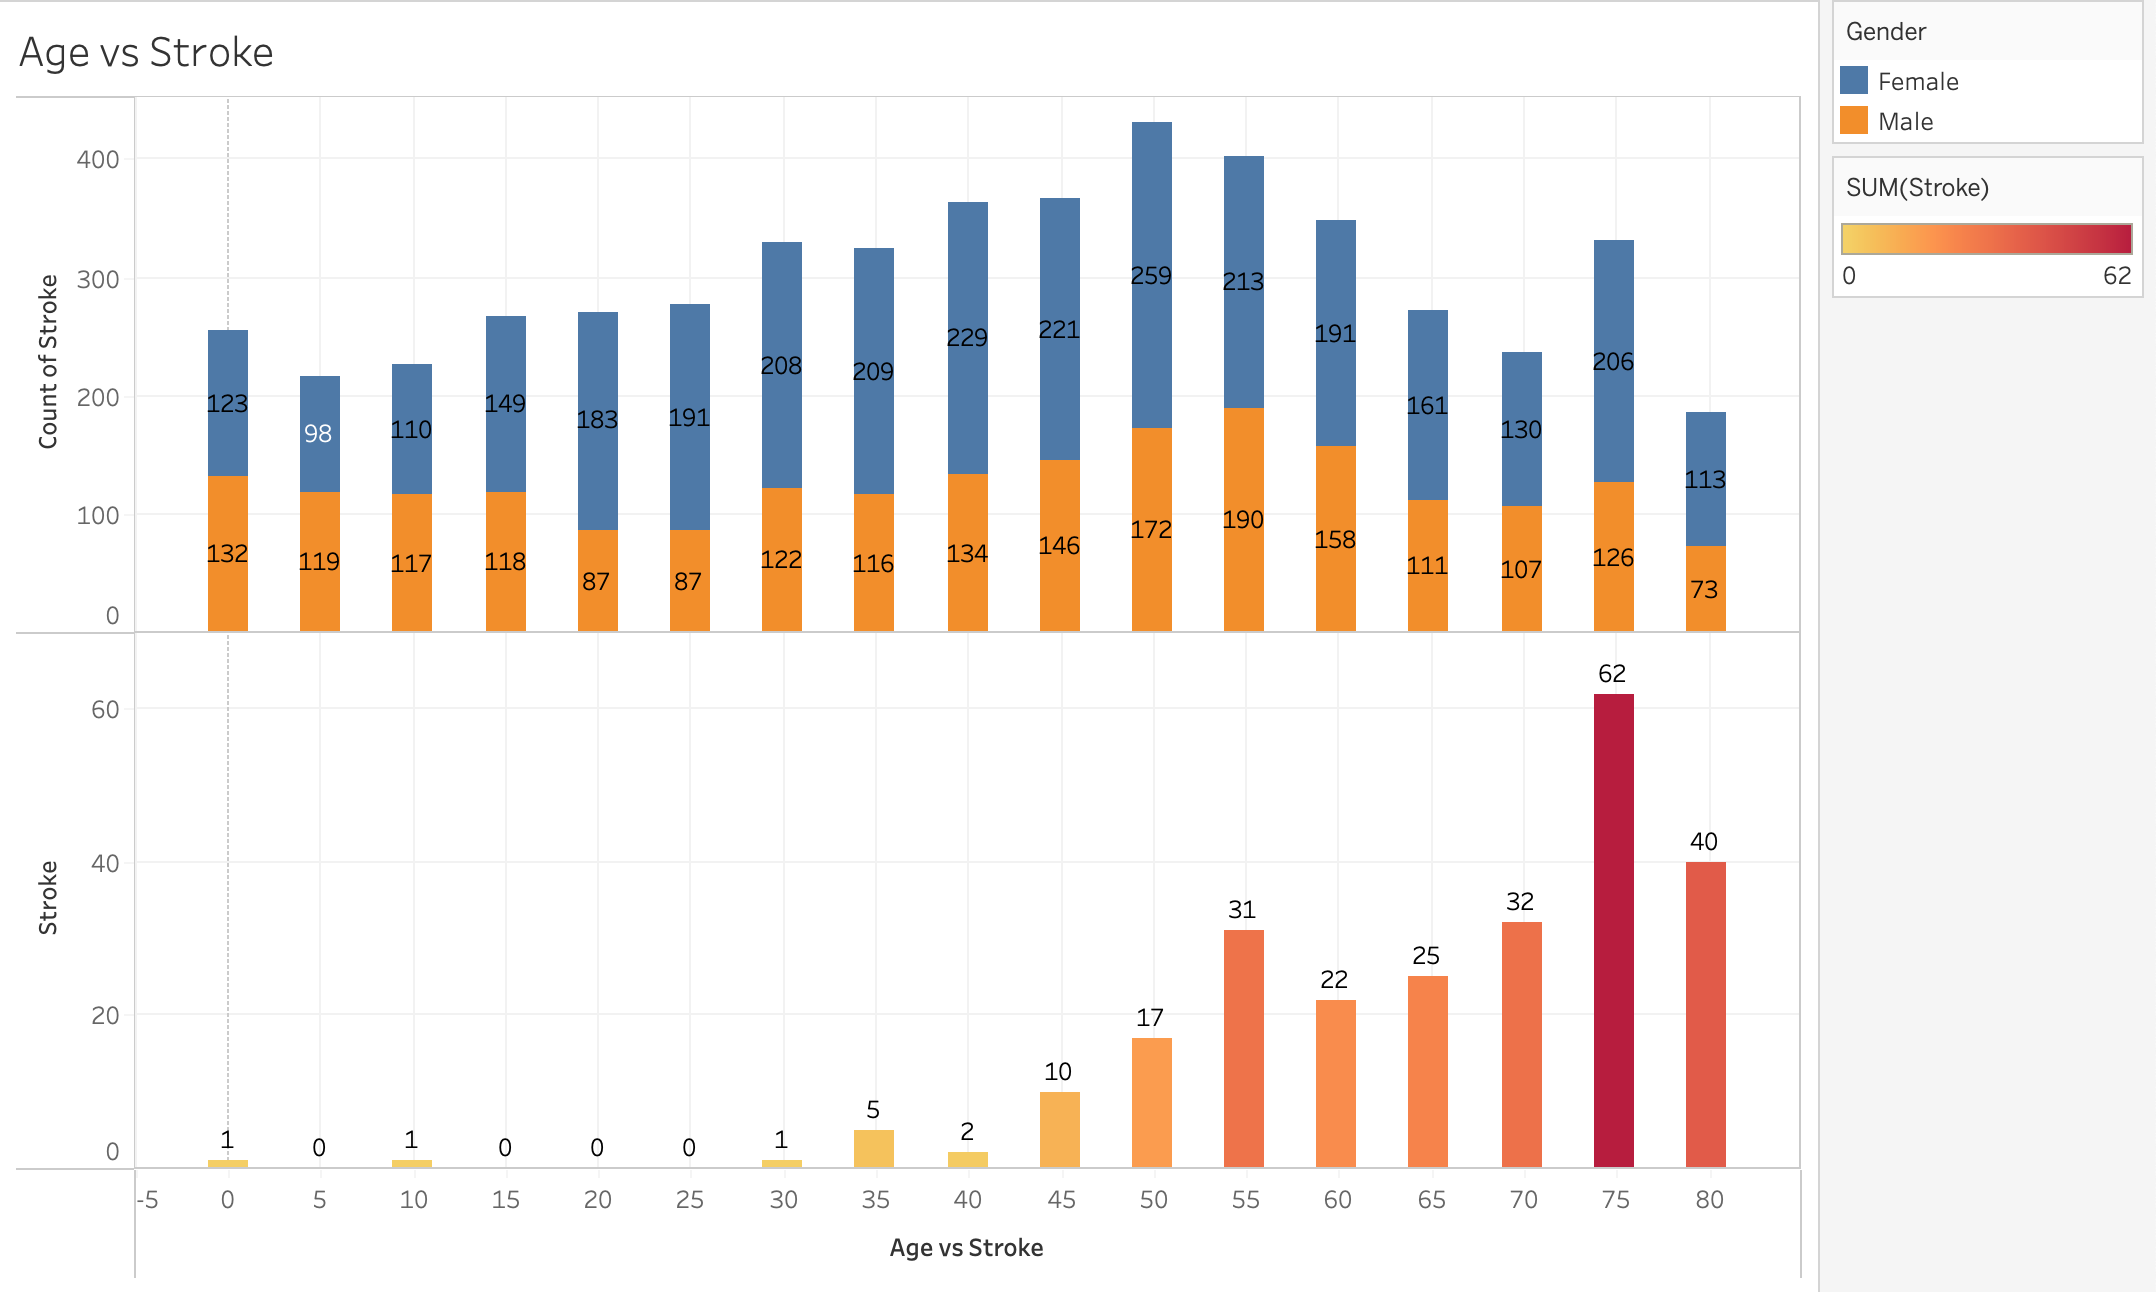 Age vs Stroke
Gender
Female
Male
SUM(Stroke)
0 62
Count of Stroke
400
300
200
100
0
123 98 110 149 183 191 208 209 229 221 259 213 191 161 130 206 113
132 119 117 118 87 87 122 116 134 146 172 190 158 111 107 126 73
Stroke
60
40
20
0
1 0 1 0 0 0 1 5 2 10 17 31 22 25 32 62 40
-5 0 5 10 15 20 25 30 35 40 45 50 55 60 65 70 75 80
Age vs Stroke